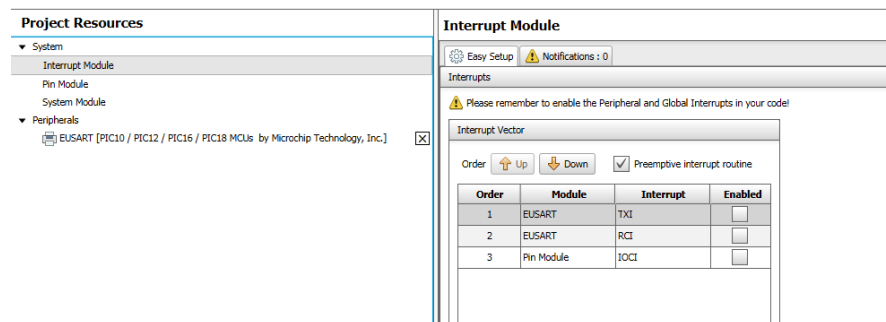 Project Resources
System
Interrupt Module
Pin Module
System Module
Peripherals
EUSART [PIC10 / PIC12 / PIC16 / PIC18 MCUs by Microchip Technology, Inc.]
Interrupt Module
Easy Setup Notifications : 0
Interrupts
Please remember to enable the Peripheral and Global Interrupts in your code!
Interrupt Vector
Order Up Down Preemptive interrupt routine
Order Module Interrupt Enabled
1 EUSART TXI
2 EUSART RCI
3 Pin Module IOCI